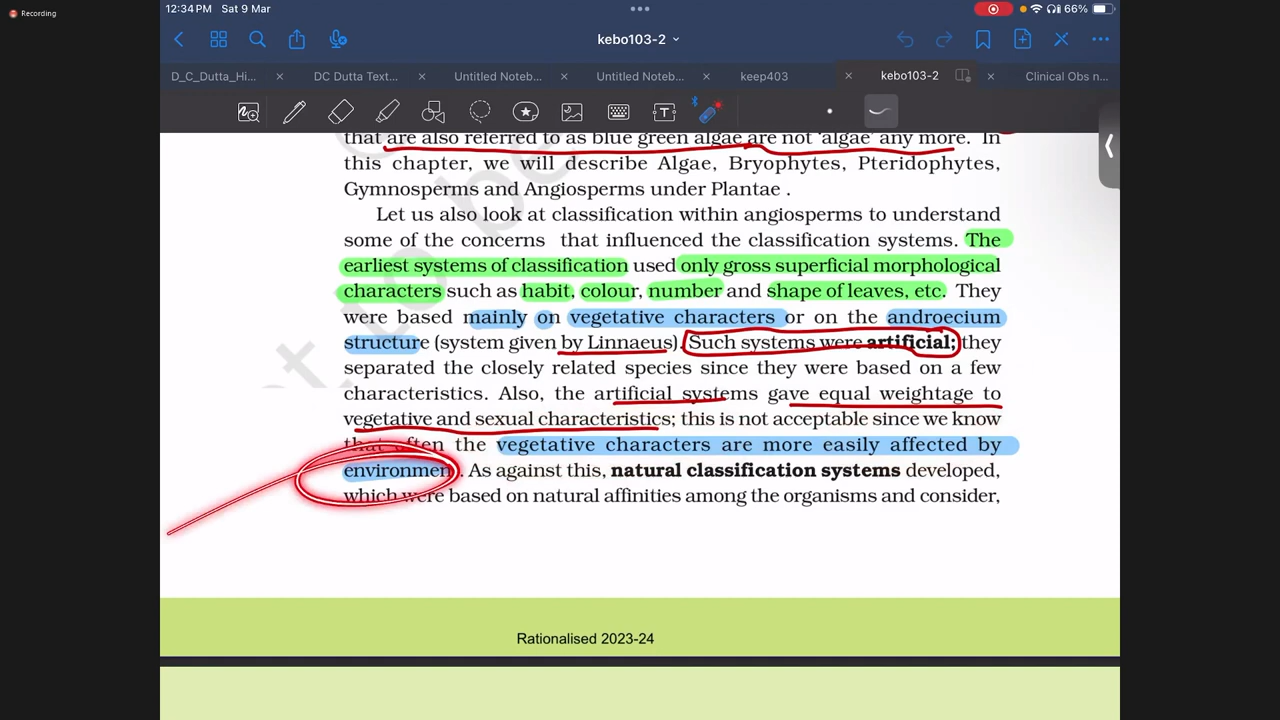 Recording
12:34 PM Sat 9 Mar
66%
kebo103-2
D_C_Dutta_Hi...
DC Dutta Text...
Untitled Noteb...
Untitled Noteb...
keep403
kebo103-2
Clinical Obs n...
that are also referred to as blue green algae are not 'algae' any more. In
this chapter, we will describe Algae, Bryophytes, Pteridophytes,
Gymnosperms and Angiosperms under Plantae .
Let us also look at classification within angiosperms to understand
some of the concerns that influenced the classification systems. The
earliest systems of classification used only gross superficial morphological
characters such as habit, colour, number and shape of leaves, etc. They
were based mainly on vegetative characters or on the androecium
structure (system given by Linnaeus). Such systems were artificial; they
separated the closely related species since they were based on a few
characteristics. Also, the artificial systems gave equal weightage to
vegetative and sexual characteristics; this is not acceptable since we know
that often the vegetative characters are more easily affected by
environment. As against this, natural classification systems developed,
which were based on natural affinities among the organisms and consider,
Rationalised 2023-24